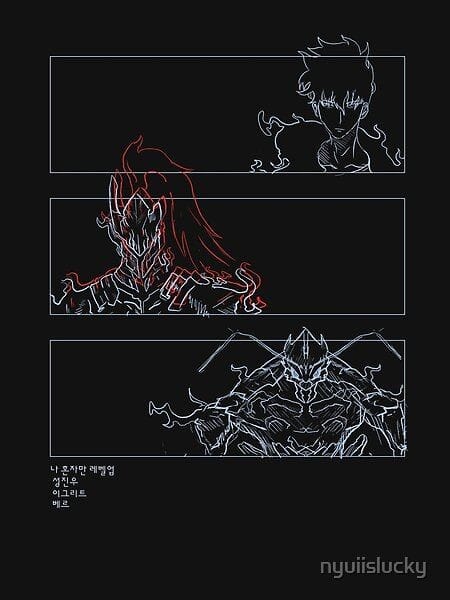 나 혼자만 레벨업
성진우
이그리트
베르
nyuiislucky